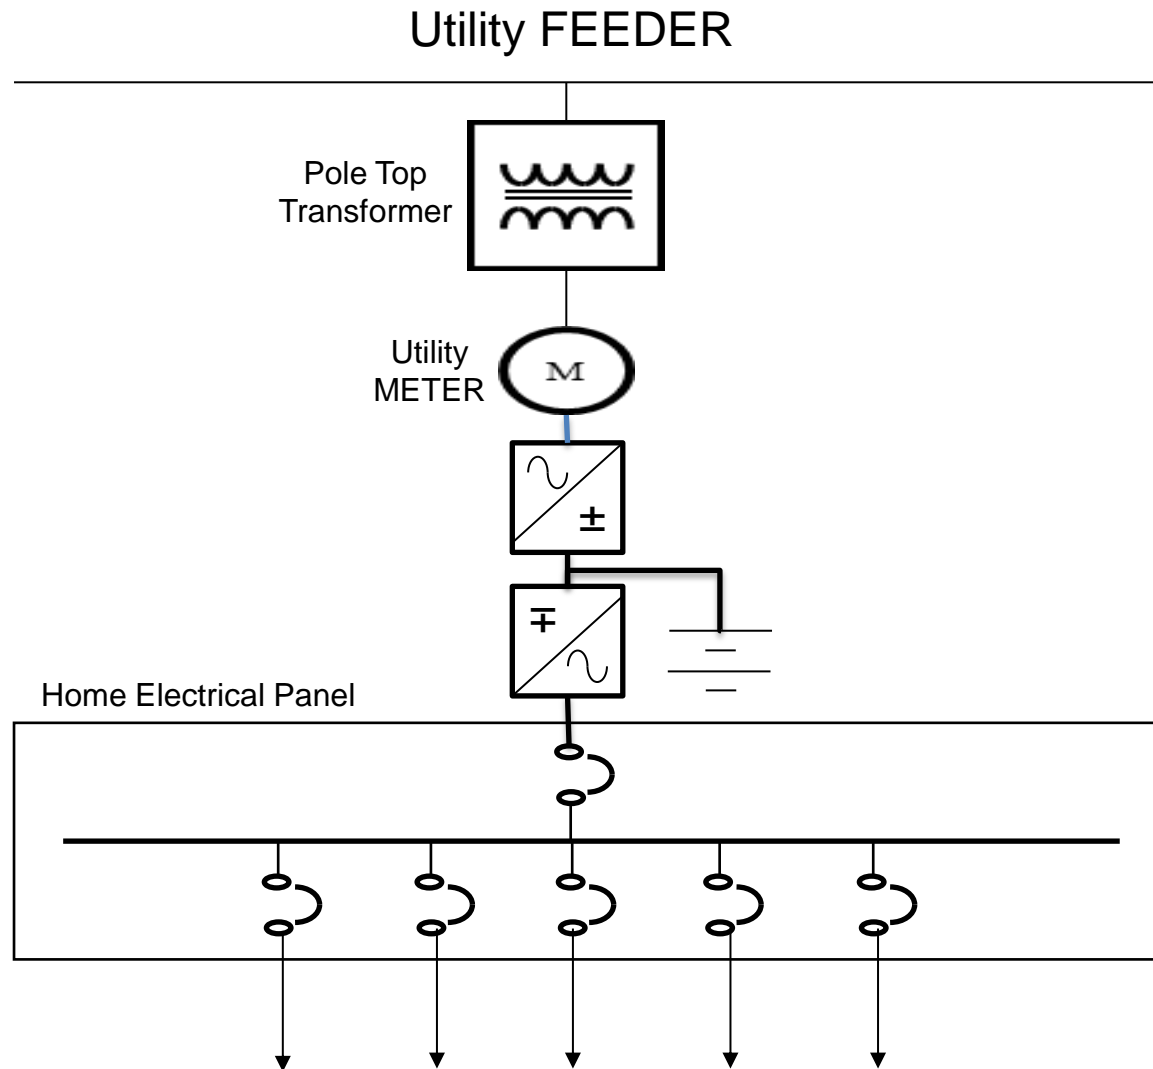 Utility FEEDER
Pole Top
Transformer
Utility
METER
M
±
∓
Home Electrical Panel